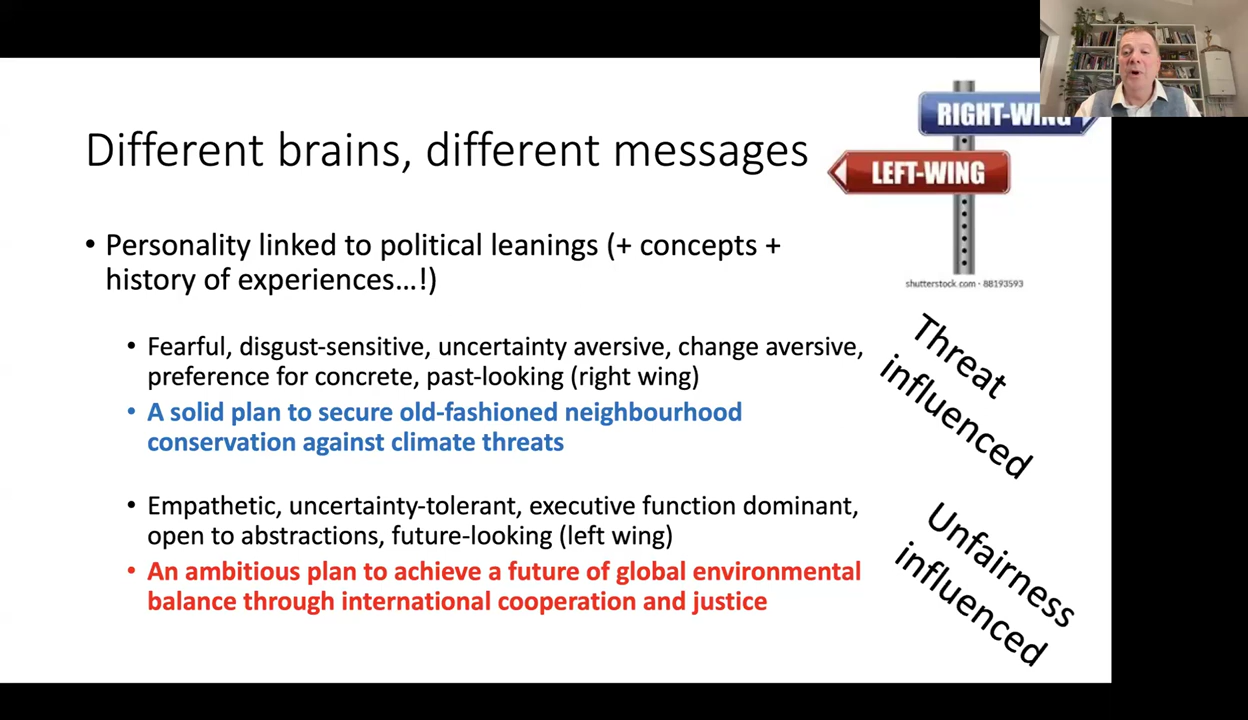 RIGHT-WING
LEFT-WING
shutterstock.com · 88193593
Different brains, different messages
• Personality linked to political leanings (+ concepts +
history of experiences...!)
• Fearful, disgust-sensitive, uncertainty aversive, change aversive,
preference for concrete, past-looking (right wing)
• A solid plan to secure old-fashioned neighbourhood
conservation against climate threats
Threat
influenced
• Empathetic, uncertainty-tolerant, executive function dominant,
open to abstractions, future-looking (left wing)
• An ambitious plan to achieve a future of global environmental
balance through international cooperation and justice
Unfairness
influenced